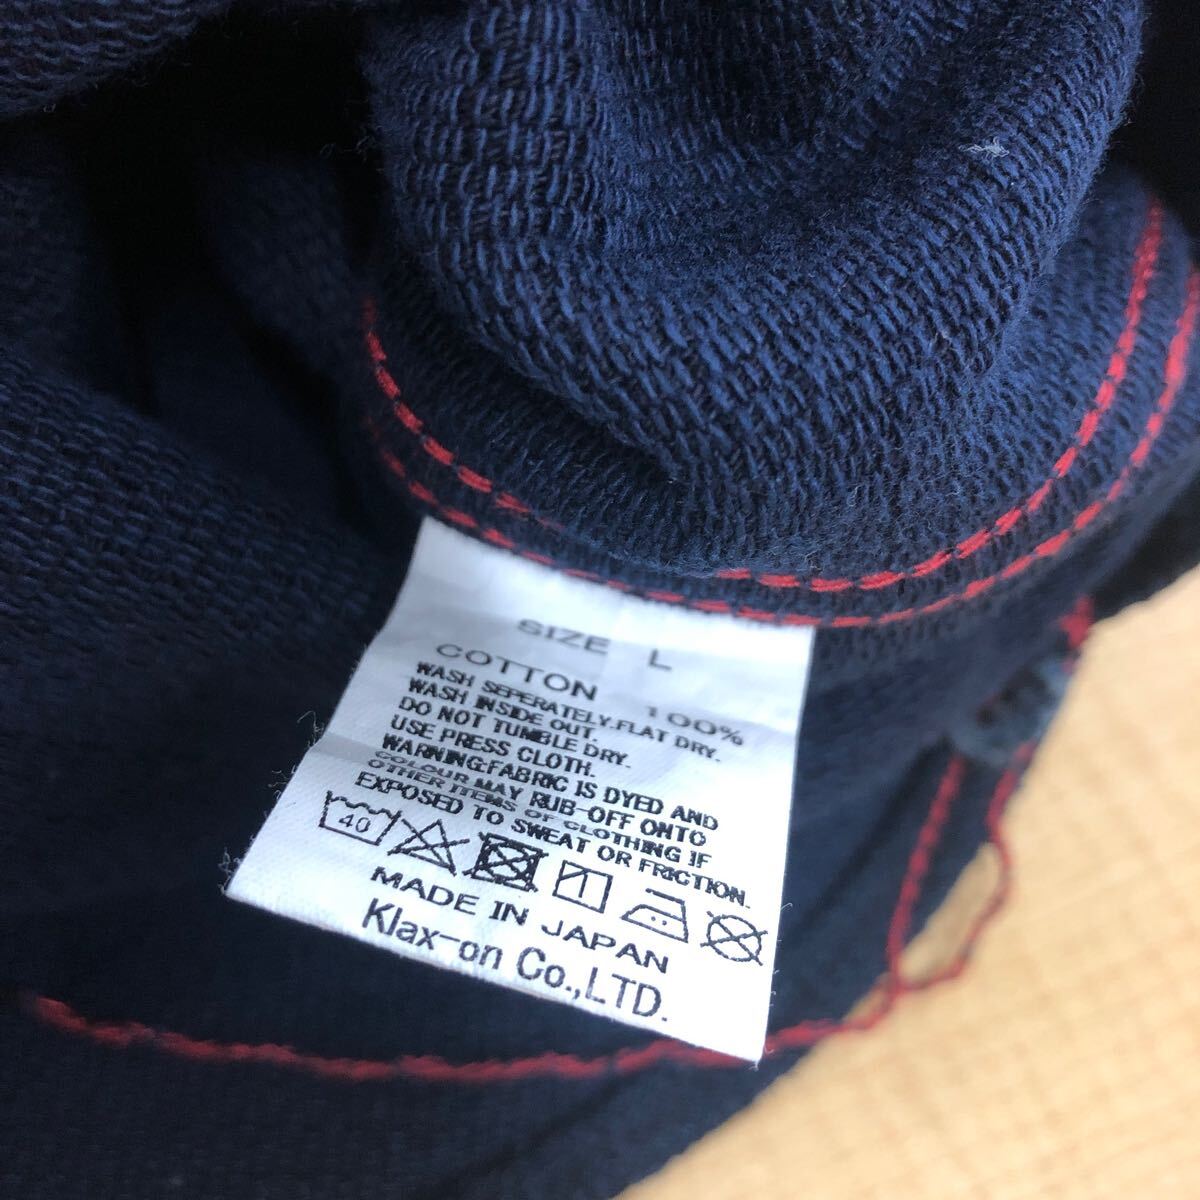 SIZE L
COTTON 100%
WASH SEPERATELY.FLAT DRY.
WASH INSIDE OUT.
DO NOT TUMBLE DRY.
USE PRESS CLOTH.
WARNING:FABRIC IS DYED AND
COLOUR MAY RUB-OFF ONTO
OTHER ITEMS OF CLOTHING IF
EXPOSED TO SWEAT OR FRICTION.
40
MADE IN JAPAN
Klax-on Co.,LTD.